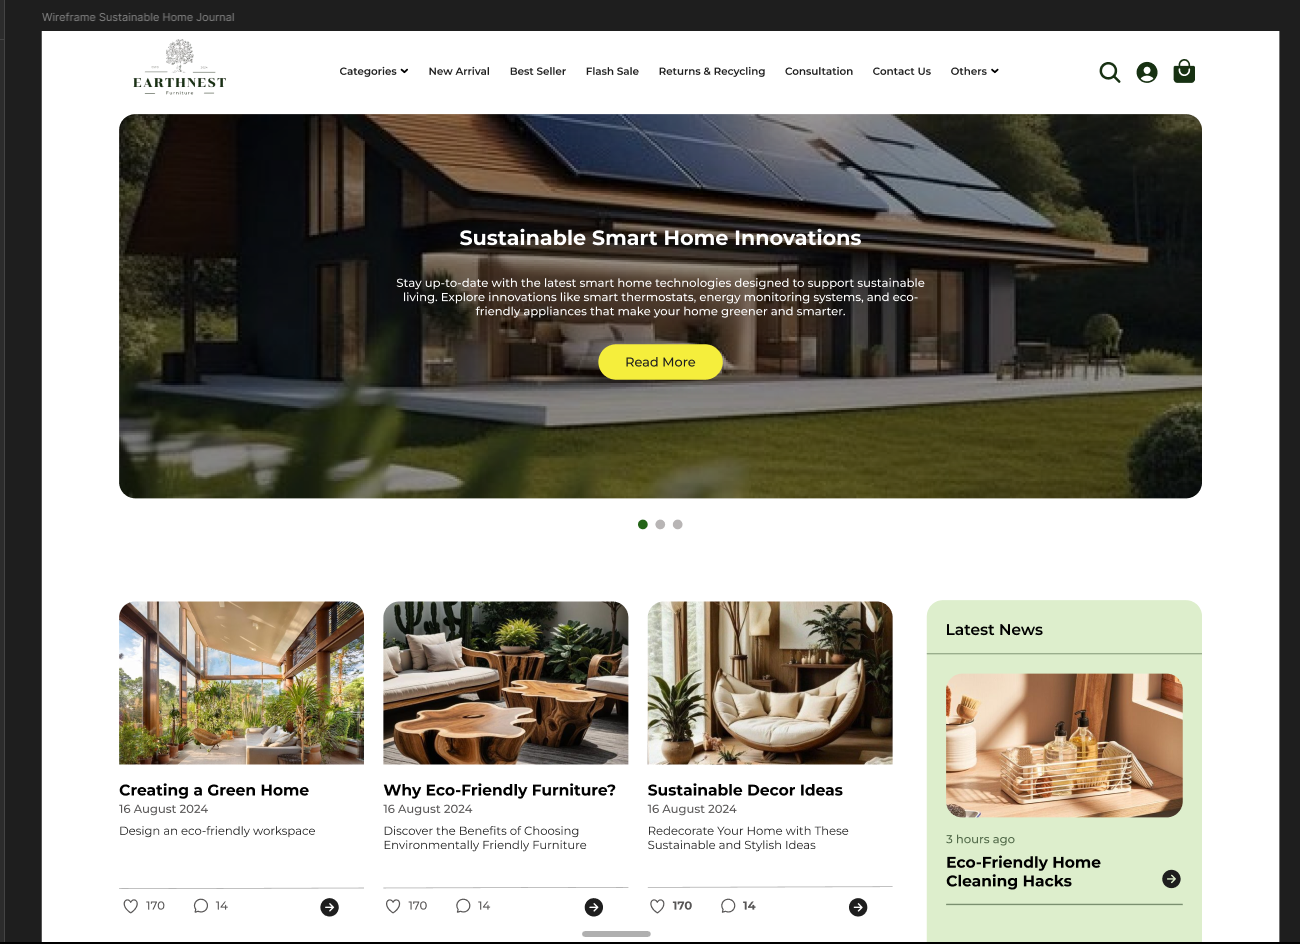 Wireframe Sustainable Home Journal
EARTHNEST
Furniture
Categories
New Arrival
Best Seller
Flash Sale
Returns & Recycling
Consultation
Contact Us
Others
Sustainable Smart Home Innovations
Stay up-to-date with the latest smart home technologies designed to support sustainable
living. Explore innovations like smart thermostats, energy monitoring systems, and eco-
friendly appliances that make your home greener and smarter.
Read More
Creating a Green Home
16 August 2024
Design an eco-friendly workspace
170
14
Why Eco-Friendly Furniture?
16 August 2024
Discover the Benefits of Choosing
Environmentally Friendly Furniture
170
14
Sustainable Decor Ideas
16 August 2024
Redecorate Your Home with These
Sustainable and Stylish Ideas
170
14
Latest News
3 hours ago
Eco-Friendly Home
Cleaning Hacks